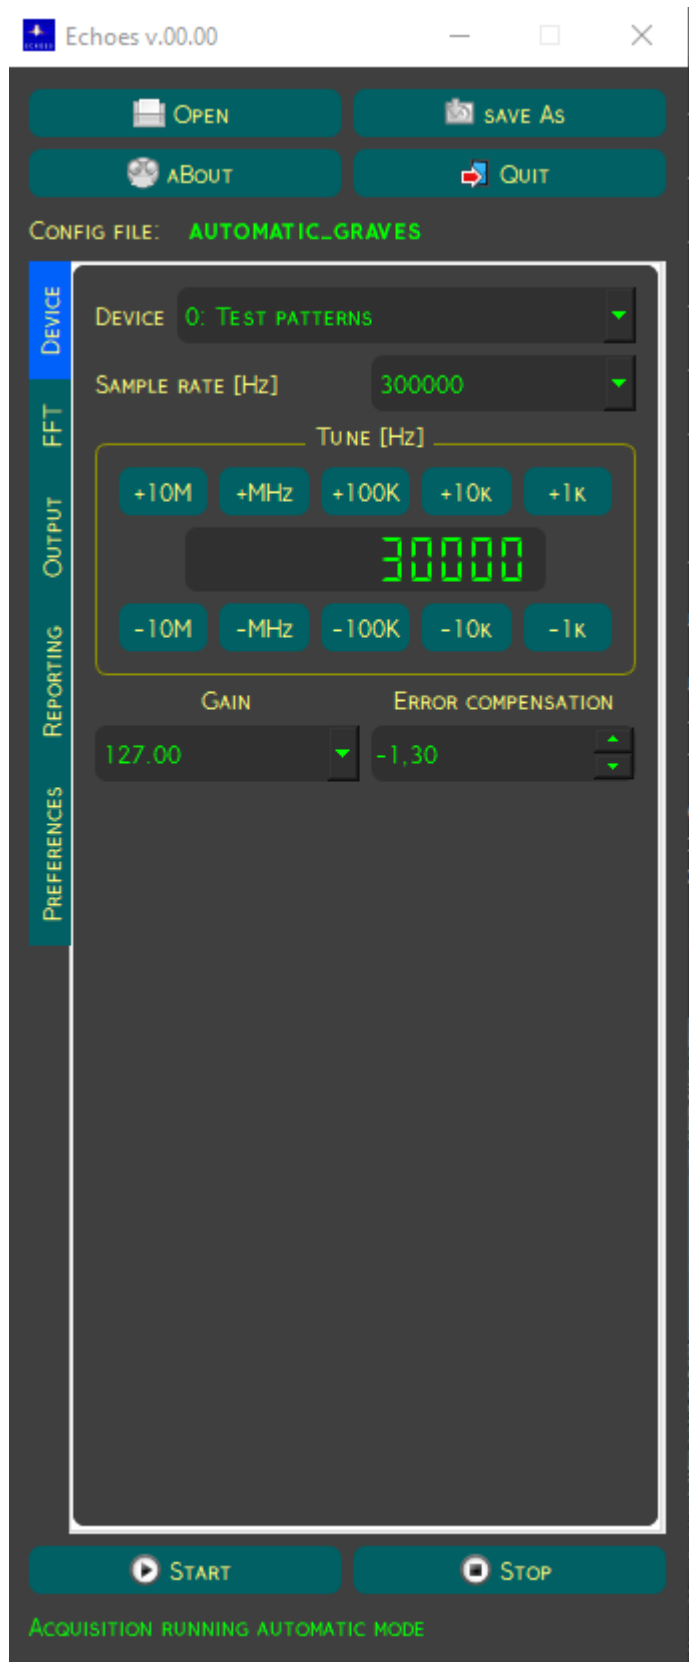 Echoes v.00.00
Open
save As
aBout
Quit
Config file: AUTOMATIC_GRAVES
Device
FFT
Output
Reporting
Preferences
Device 0: Test patterns
Sample rate [Hz] 300000
Tune [Hz]
+10M +MHz +100K +10k +1k
30000
-10M -MHz -100K -10k -1k
Gain Error compensation
127.00 -1,30
Start
Stop
Acquisition running automatic mode